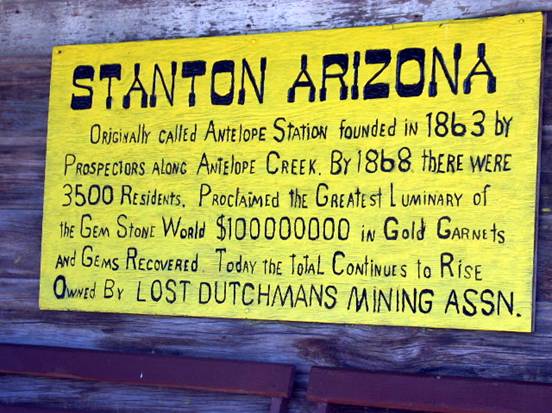 STANTON ARIZONA
ORIGINALLY CALLED ANTELOPE STATION FOUNDED IN 1863 by
PROSPECTORS ALONG ANTELOPE CREEK. BY 1868 THERE WERE
3500 RESIDENTS. PROCLAIMED the GREATEST LUMINARY of
the GEM STONE WORLD $100000000 in GOLD GARNETS
AND GEMS RECOVERED. TODAY the TOTAL CONTINUES to RISE
OWNED BY LOST DUTCHMANS MINING ASSN.